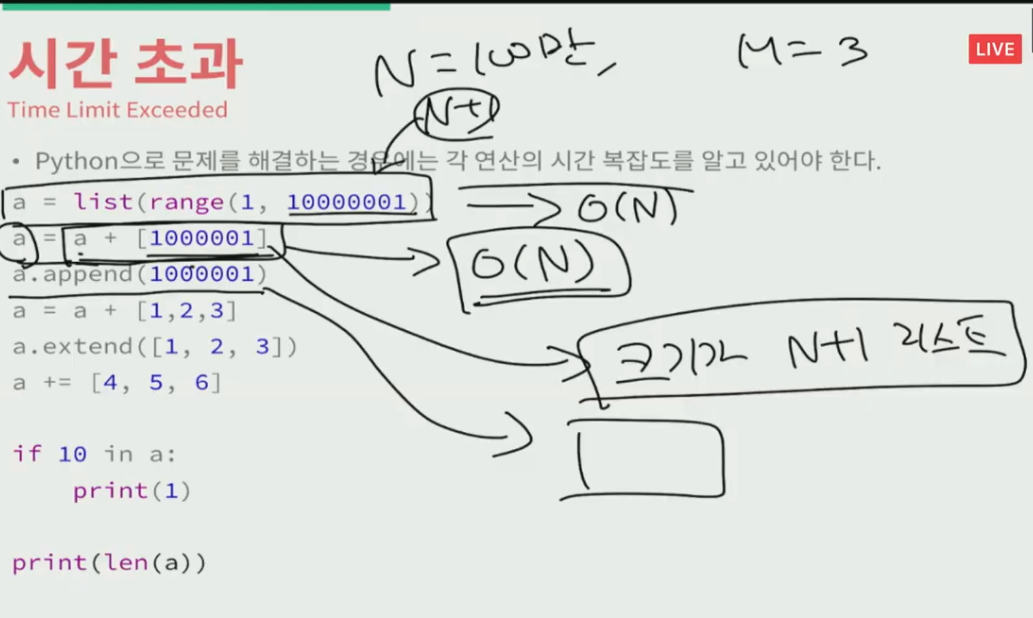 시간 초과
Time Limit Exceeded
N=100만,
M=3
LIVE
N+1
• Python으로 문제를 해결하는 경우에는 각 연산의 시간 복잡도를 알고 있어야 한다.
a = list(range(1, 10000001))
O(N)
a = a + [1000001]
O(N)
a.append(1000001)
a = a + [1,2,3]
a.extend([1, 2, 3])
크기가 N+1 리스트
a += [4, 5, 6]
if 10 in a:
print(1)
print(len(a))